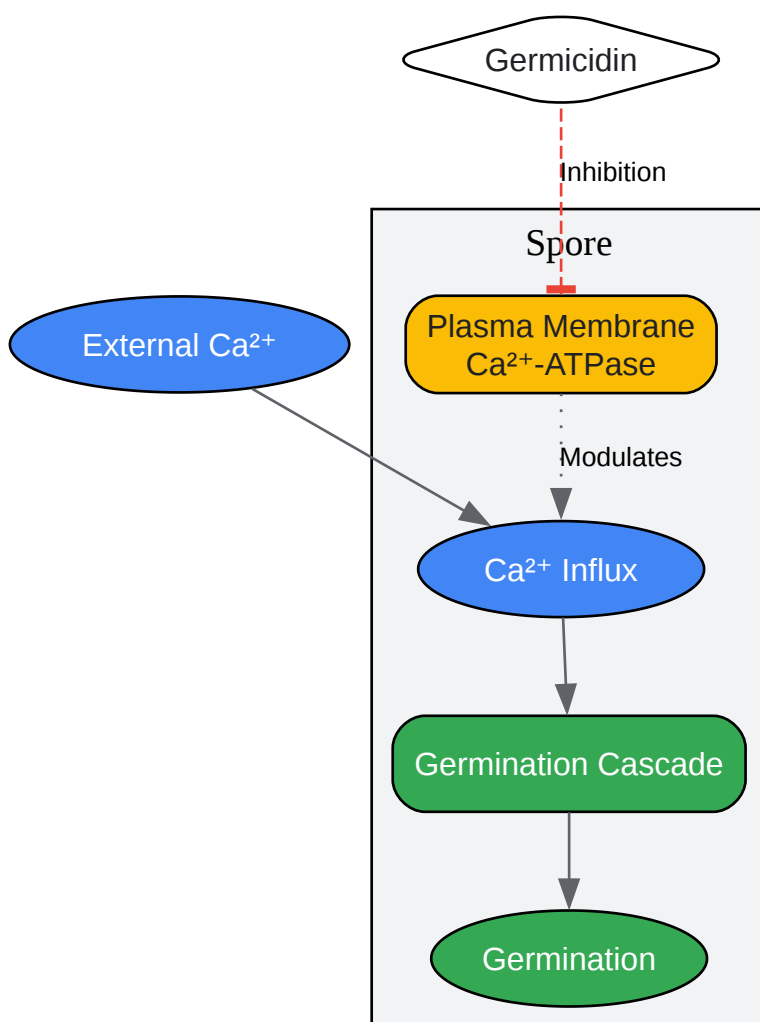 Germicidin
Inhibition
Spore
External Ca²⁺
Plasma Membrane
Ca²⁺-ATPase
Modulates
Ca²⁺ Influx
Germination Cascade
Germination